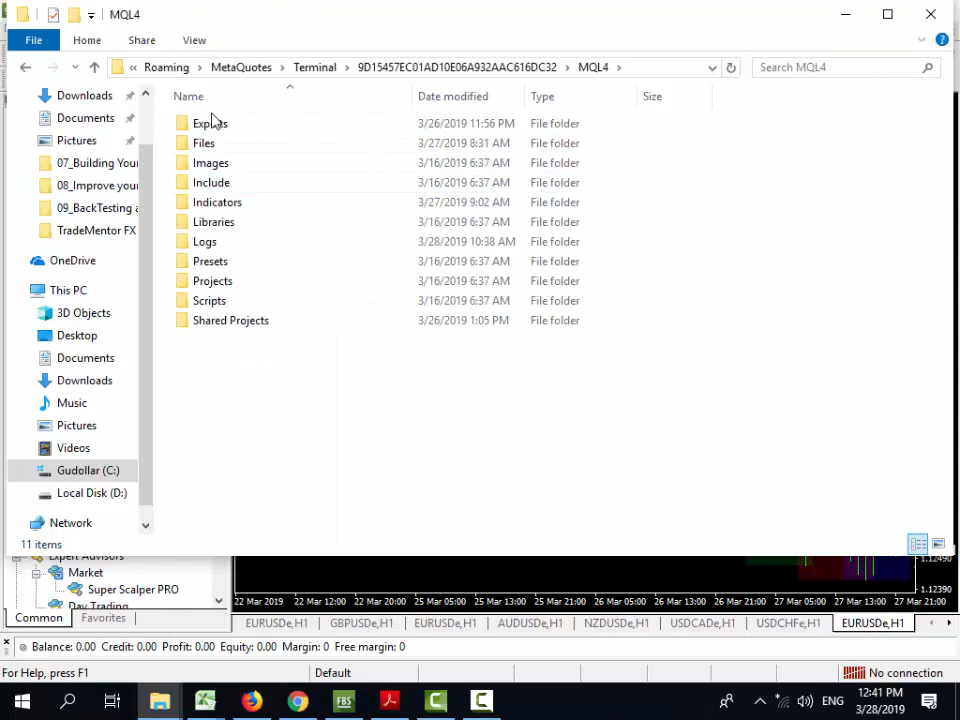 MQL4
File Home Share View
« Roaming > MetaQuotes > Terminal > 9D15457EC01AD10E06A932AAC616DC32 > MQL4 > Search MQL4
Name Date modified Type Size
Experts 3/26/2019 11:56 PM File folder
Files 3/27/2019 8:31 AM File folder
Images 3/16/2019 6:37 AM File folder
Include 3/16/2019 6:37 AM File folder
Indicators 3/27/2019 9:02 AM File folder
Libraries 3/16/2019 6:37 AM File folder
Logs 3/28/2019 10:38 AM File folder
Presets 3/16/2019 6:37 AM File folder
Projects 3/16/2019 6:37 AM File folder
Scripts 3/16/2019 6:37 AM File folder
Shared Projects 3/26/2019 1:05 PM File folder
Downloads
Documents
Pictures
07_Building You
08_Improve you
09_BackTesting
TradeMentor FX
OneDrive
This PC
3D Objects
Desktop
Documents
Downloads
Music
Pictures
Videos
Gudollar (C:)
Local Disk (D:)
Network
11 items
Expert Advisors
Market
Super Scalper PRO
Day Trading
Common Favorites
1.12490
1.12390
22 Mar 2019 22 Mar 12:00 22 Mar 20:00 25 Mar 05:00 25 Mar 13:00 25 Mar 21:00 26 Mar 05:00 26 Mar 13:00 26 Mar 21:00 27 Mar 05:00 27 Mar 13:00 27 Mar 21:00
EURUSDe,H1 GBPUSDe,H1 EURUSDe,H1 AUDUSDe,H1 NZDUSDe,H1 USDCADe,H1 USDCHFe,H1 EURUSDe,H1
Balance: 0.00 Credit: 0.00 Profit: 0.00 Equity: 0.00 Margin: 0 Free margin: 0
For Help, press F1 Default No connection
FBS ENG 12:41 PM
3/28/2019